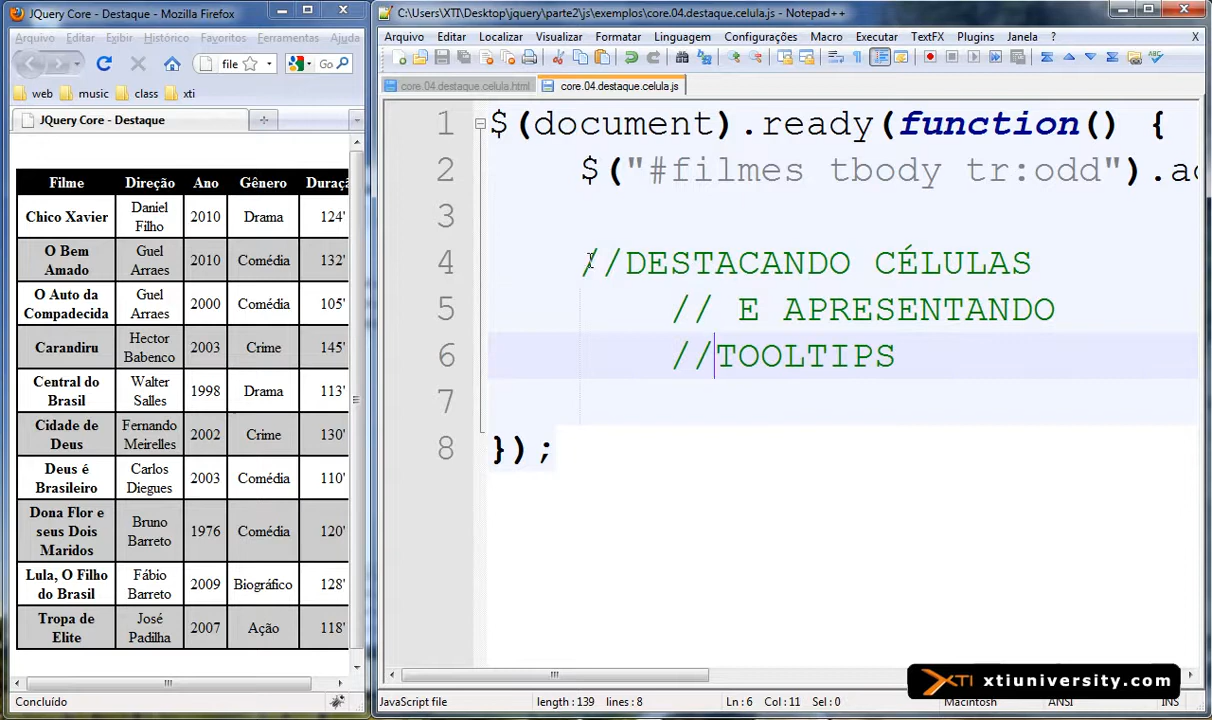 JQuery Core - Destaque - Mozilla Firefox
Arquivo Editar Exibir Histórico Favoritos Ferramentas Ajuda
file
Go
web music class xti
JQuery Core - Destaque
Filme Direção Ano Gênero Duraçã
Chico Xavier Daniel Filho 2010 Drama 124'
O Bem Amado Guel Arraes 2010 Comédia 132'
O Auto da Compadecida Guel Arraes 2000 Comédia 105'
Carandiru Hector Babenco 2003 Crime 145'
Central do Brasil Walter Salles 1998 Drama 113'
Cidade de Deus Fernando Meirelles 2002 Crime 130'
Deus é Brasileiro Carlos Diegues 2003 Comédia 110'
Dona Flor e seus Dois Maridos Bruno Barreto 1976 Comédia 120'
Lula, O Filho do Brasil Fábio Barreto 2009 Biográfico 128'
Tropa de Elite José Padilha 2007 Ação 118'
Concluído
C:\Users\XTI\Desktop\jquery\parte2\js\exemplos\core.04.destaque.celula.js - Notepad++
Arquivo Editar Localizar Visualizar Formatar Linguagem Configurações Macro Executar TextFX Plugins Janela ? X
core.04.destaque.celula.html core.04.destaque.celula.js
1 $(document).ready(function() {
2 $("#filmes tbody tr:odd").ad
3
4 //DESTACANDO CÉLULAS
5 // E APRESENTANDO
6 //TOOLTIPS
7
8 });
XTI xtiuniversity.com
JavaScript file length : 139 lines : 8 Ln : 6 Col : 11 Sel : 0 Macintosh ANSI INS